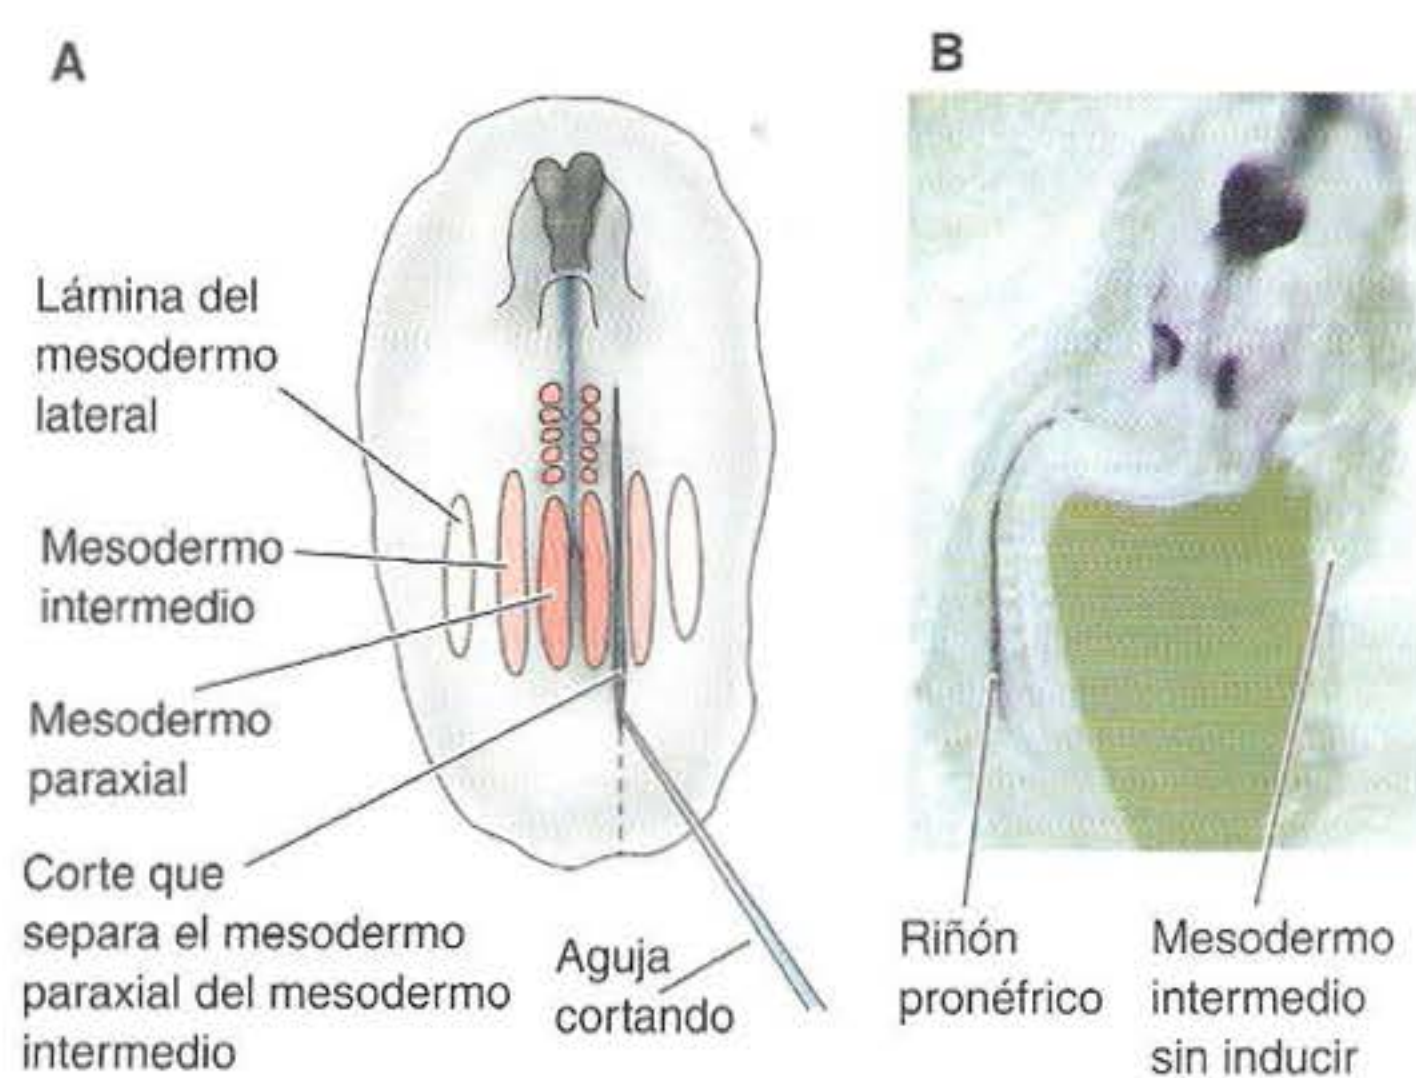 A
Lámina del
mesodermo
lateral
Mesodermo
intermedio
Mesodermo
paraxial
Corte que
separa el mesodermo
paraxial del mesodermo
intermedio
Aguja
cortando
B
Riñón
pronéfrico
Mesodermo
intermedio
sin inducir